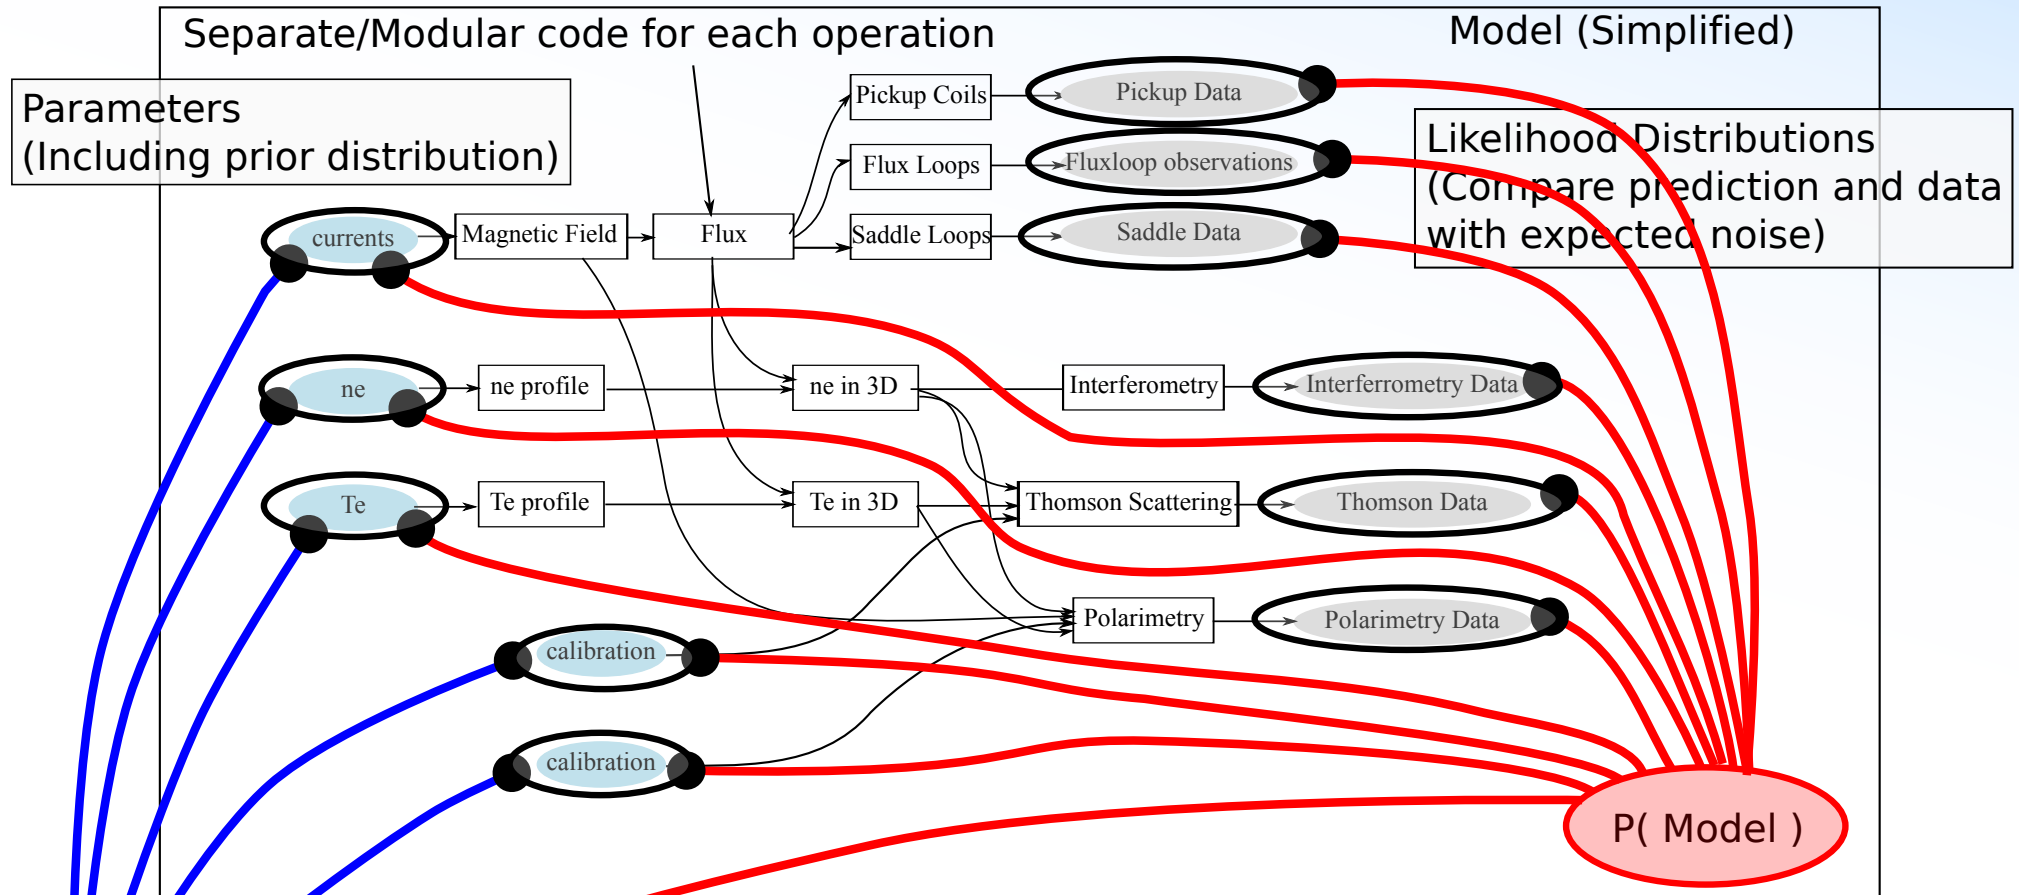 Separate/Modular code for each operation
Model (Simplified)
Parameters
(Including prior distribution)
Pickup Coils
Pickup Data
Likelihood Distributions
(Compare prediction and data
with expected noise)
Flux Loops
Fluxloop observations
currents
Magnetic Field
Flux
Saddle Loops
Saddle Data
ne
ne profile
ne in 3D
Interferometry
Interferrometry Data
Te
Te profile
Te in 3D
Thomson Scattering
Thomson Data
Polarimetry
Polarimetry Data
calibration
calibration
P( Model )